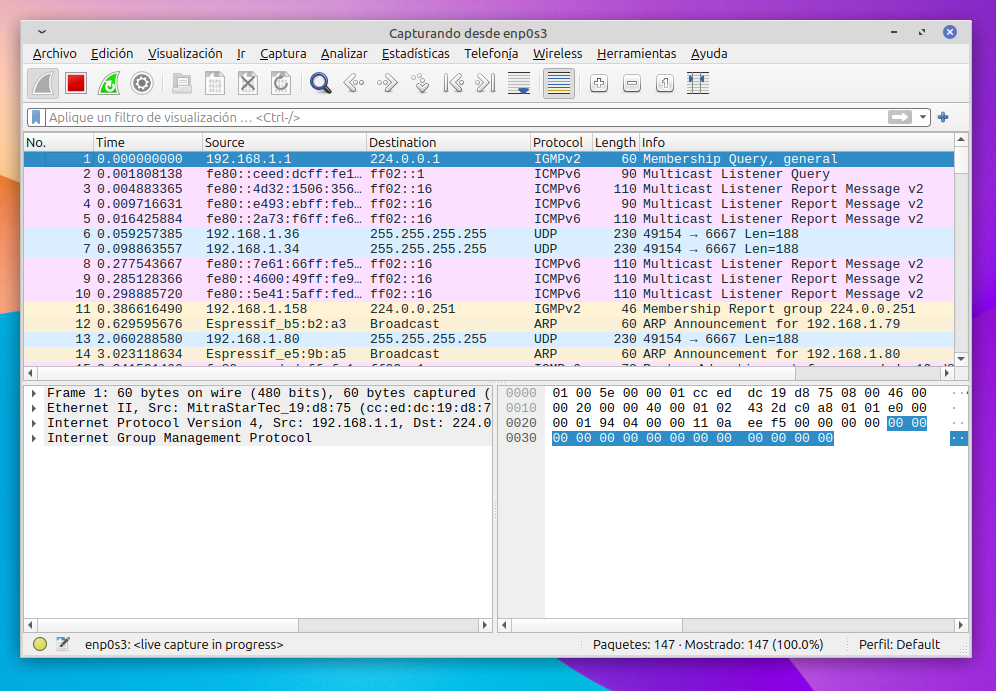 Capturando desde enp0s3
Archivo Edición Visualización Ir Captura Analizar Estadísticas Telefonía Wireless Herramientas Ayuda
Aplique un filtro de visualización … <Ctrl-/>
No. Time Source Destination Protocol Length Info
1 0.000000000 192.168.1.1 224.0.0.1 IGMPv2 60 Membership Query, general
2 0.001808138 fe80::ceed:dcff:fe1… ff02::1 ICMPv6 90 Multicast Listener Query
3 0.004883365 fe80::4d32:1506:356… ff02::16 ICMPv6 110 Multicast Listener Report Message v2
4 0.009716631 fe80::e493:ebff:feb… ff02::16 ICMPv6 90 Multicast Listener Report Message v2
5 0.016425884 fe80::2a73:f6ff:fe6… ff02::16 ICMPv6 110 Multicast Listener Report Message v2
6 0.059257385 192.168.1.36 255.255.255.255 UDP 230 49154 → 6667 Len=188
7 0.098863557 192.168.1.34 255.255.255.255 UDP 230 49154 → 6667 Len=188
8 0.277543667 fe80::7e61:66ff:fe5… ff02::16 ICMPv6 110 Multicast Listener Report Message v2
9 0.285128366 fe80::4600:49ff:fe9… ff02::16 ICMPv6 110 Multicast Listener Report Message v2
10 0.298885720 fe80::5e41:5aff:fed… ff02::16 ICMPv6 110 Multicast Listener Report Message v2
11 0.386616490 192.168.1.158 224.0.0.251 IGMPv2 46 Membership Report group 224.0.0.251
12 0.629595676 Espressif_b5:b2:a3 Broadcast ARP 60 ARP Announcement for 192.168.1.79
13 2.060288580 192.168.1.80 255.255.255.255 UDP 230 49154 → 6667 Len=188
14 3.023118634 Espressif_e5:9b:a5 Broadcast ARP 60 ARP Announcement for 192.168.1.80
Frame 1: 60 bytes on wire (480 bits), 60 bytes captured (
Ethernet II, Src: MitraStarTec_19:d8:75 (cc:ed:dc:19:d8:7
Internet Protocol Version 4, Src: 192.168.1.1, Dst: 224.0
Internet Group Management Protocol
0000 01 00 5e 00 00 01 cc ed dc 19 d8 75 08 00 46 00
0010 00 20 00 00 40 00 01 02 43 2d c0 a8 01 01 e0 00
0020 00 01 94 04 00 00 11 0a ee f5 00 00 00 00 00 00
0030 00 00 00 00 00 00 00 00 00 00 00 00
enp0s3: <live capture in progress>
Paquetes: 147 · Mostrado: 147 (100.0%)
Perfil: Default